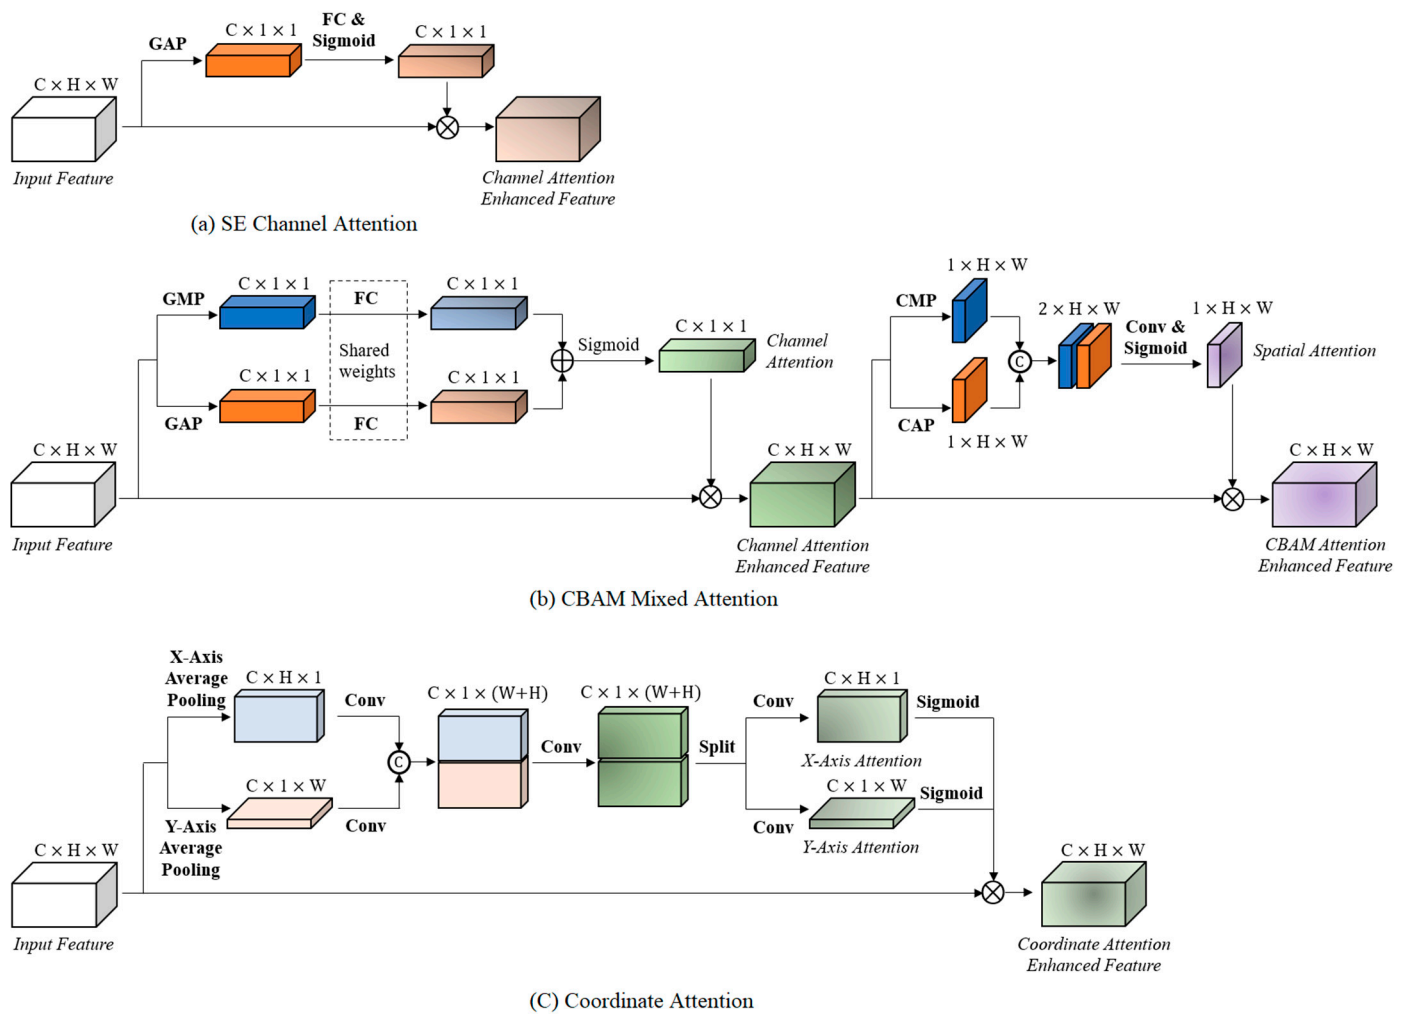 C × 1 × 1
FC &
Sigmoid
C × 1 × 1
GAP
C × H × W
Input Feature
Channel Attention
Enhanced Feature
(a) SE Channel Attention
GMP
C × 1 × 1
FC
C × 1 × 1
Shared
weights
GAP
C × 1 × 1
FC
C × 1 × 1
Sigmoid
C × 1 × 1
Channel
Attention
1 × H × W
CMP
2 × H × W
C
CAP
1 × H × W
Conv &
Sigmoid
1 × H × W
Spatial Attention
C × H × W
Input Feature
C × H × W
Channel Attention
Enhanced Feature
C × H × W
CBAM Attention
Enhanced Feature
(b) CBAM Mixed Attention
X-Axis
Average
Pooling
C × H × 1
Conv
C × 1 × (W+H)
C × 1 × (W+H)
C
Conv
Split
Conv
C × H × 1
Sigmoid
X-Axis Attention
Y-Axis
Average
Pooling
C × 1 × W
Conv
Conv
C × 1 × W
Sigmoid
Y-Axis Attention
C × H × W
Input Feature
C × H × W
Coordinate Attention
Enhanced Feature
(C) Coordinate Attention